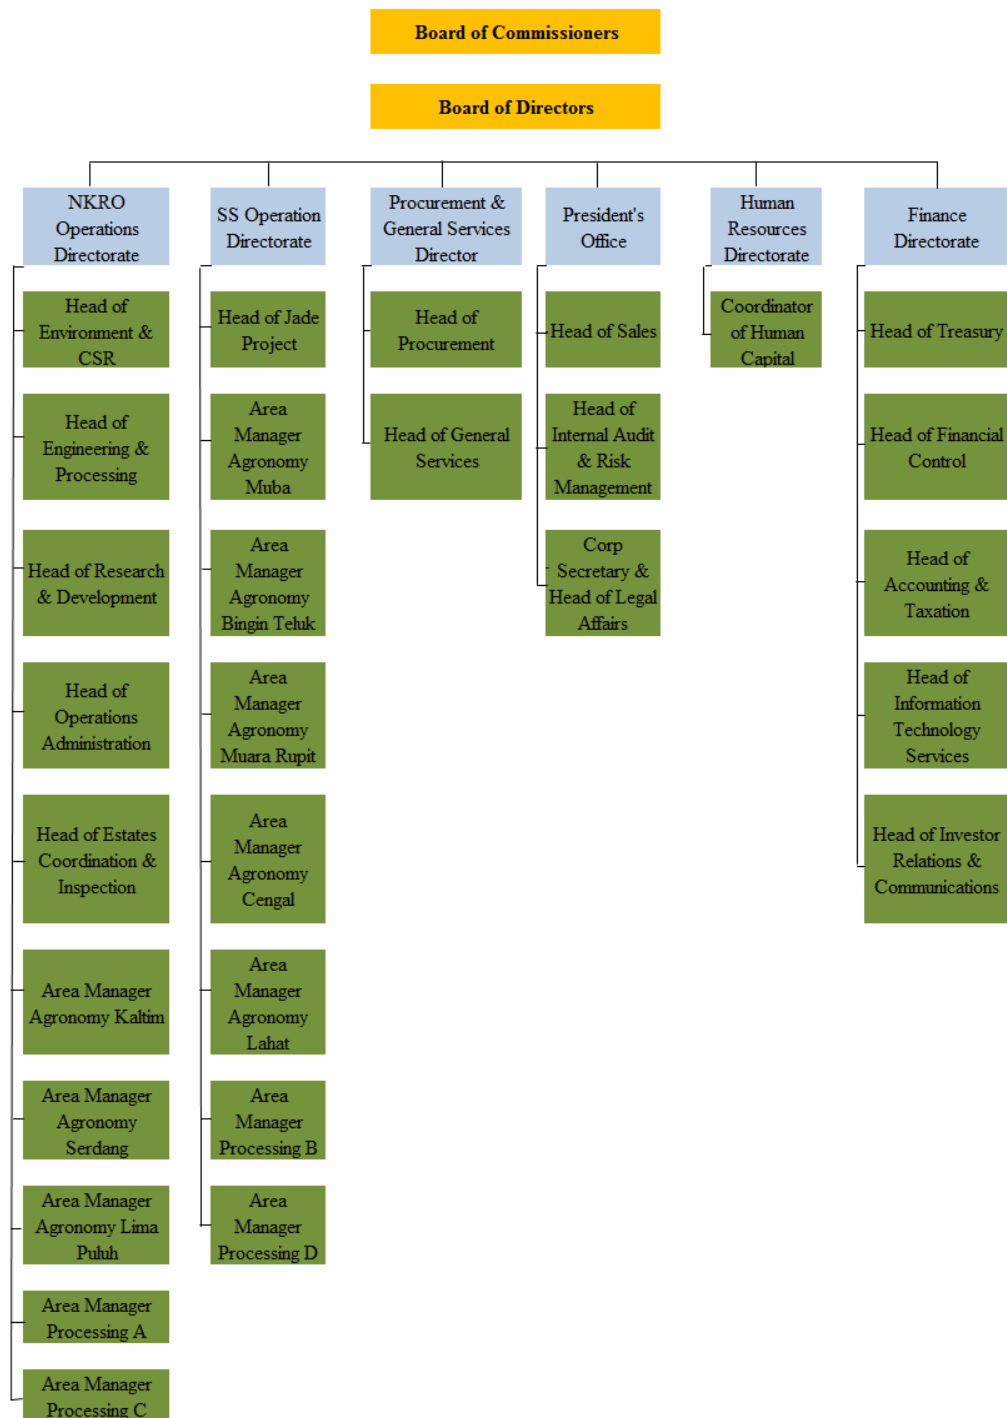 Board of Commissioners
Board of Directors
NKRO
Operations
Directorate
Head of
Environment &
CSR
Head of
Engineering &
Processing
Head of Research
& Development
Head of
Operations
Administration
Head of Estates
Coordination &
Inspection
Area Manager
Agronomy Kaltim
Area Manager
Agronomy
Serdang
Area Manager
Agronomy Lima
Puluh
Area Manager
Processing A
Area Manager
Processing C
SS Operation
Directorate
Head of Jade
Project
Area
Manager
Agronomy
Muba
Area
Manager
Agronomy
Bingin Teluk
Area
Manager
Agronomy
Muara Rupit
Area
Manager
Agronomy
Cengal
Area
Manager
Agronomy
Lahat
Area
Manager
Processing B
Area
Manager
Processing D
Procurement &
General Services
Director
Head of
Procurement
Head of General
Services
President's
Office
Head of Sales
Head of
Internal Audit
& Risk
Management
Corp
Secretary &
Head of Legal
Affairs
Human
Resources
Directorate
Coordinator
of Human
Capital
Finance
Directorate
Head of Treasury
Head of Financial
Control
Head of
Accounting &
Taxation
Head of
Information
Technology
Services
Head of Investor
Relations &
Communications